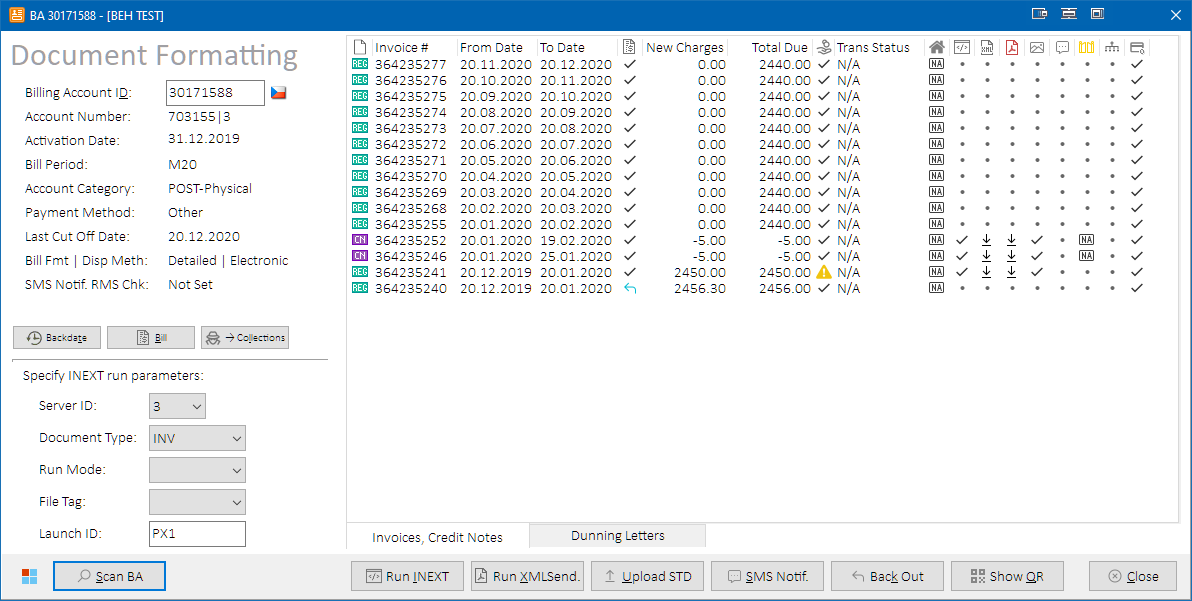 BA 30171588 - [BEH TEST]
Document Formatting
Billing Account ID: 30171588
Account Number: 703155|3
Activation Date: 31.12.2019
Bill Period: M20
Account Category: POST-Physical
Payment Method: Other
Last Cut Off Date: 20.12.2020
Bill Fmt | Disp Meth: Detailed | Electronic
SMS Notif. RMS Chk: Not Set
Backdate Bill → Collections
Specify INEXT run parameters:
Server ID: 3
Document Type: INV
Run Mode:
File Tag:
Launch ID: PX1
Invoice # From Date To Date New Charges Total Due Trans Status
REG 364235277 20.11.2020 20.12.2020 0.00 2440.00 N/A NA
REG 364235276 20.10.2020 20.11.2020 0.00 2440.00 N/A NA
REG 364235275 20.09.2020 20.10.2020 0.00 2440.00 N/A NA
REG 364235274 20.08.2020 20.09.2020 0.00 2440.00 N/A NA
REG 364235273 20.07.2020 20.08.2020 0.00 2440.00 N/A NA
REG 364235272 20.06.2020 20.07.2020 0.00 2440.00 N/A NA
REG 364235271 20.05.2020 20.06.2020 0.00 2440.00 N/A NA
REG 364235270 20.04.2020 20.05.2020 0.00 2440.00 N/A NA
REG 364235269 20.03.2020 20.04.2020 0.00 2440.00 N/A NA
REG 364235268 20.02.2020 20.03.2020 0.00 2440.00 N/A NA
REG 364235255 20.01.2020 20.02.2020 0.00 2440.00 N/A NA
CN 364235252 20.01.2020 19.02.2020 -5.00 -5.00 N/A NA NA
CN 364235246 20.01.2020 25.01.2020 -5.00 -5.00 N/A NA NA
REG 364235241 20.12.2019 20.01.2020 2450.00 2450.00 N/A NA
REG 364235240 20.12.2019 20.01.2020 2456.30 2456.00 N/A NA
Invoices, Credit Notes Dunning Letters
Scan BA Run INEXT Run XMLSend. Upload STD SMS Notif. Back Out Show QR Close